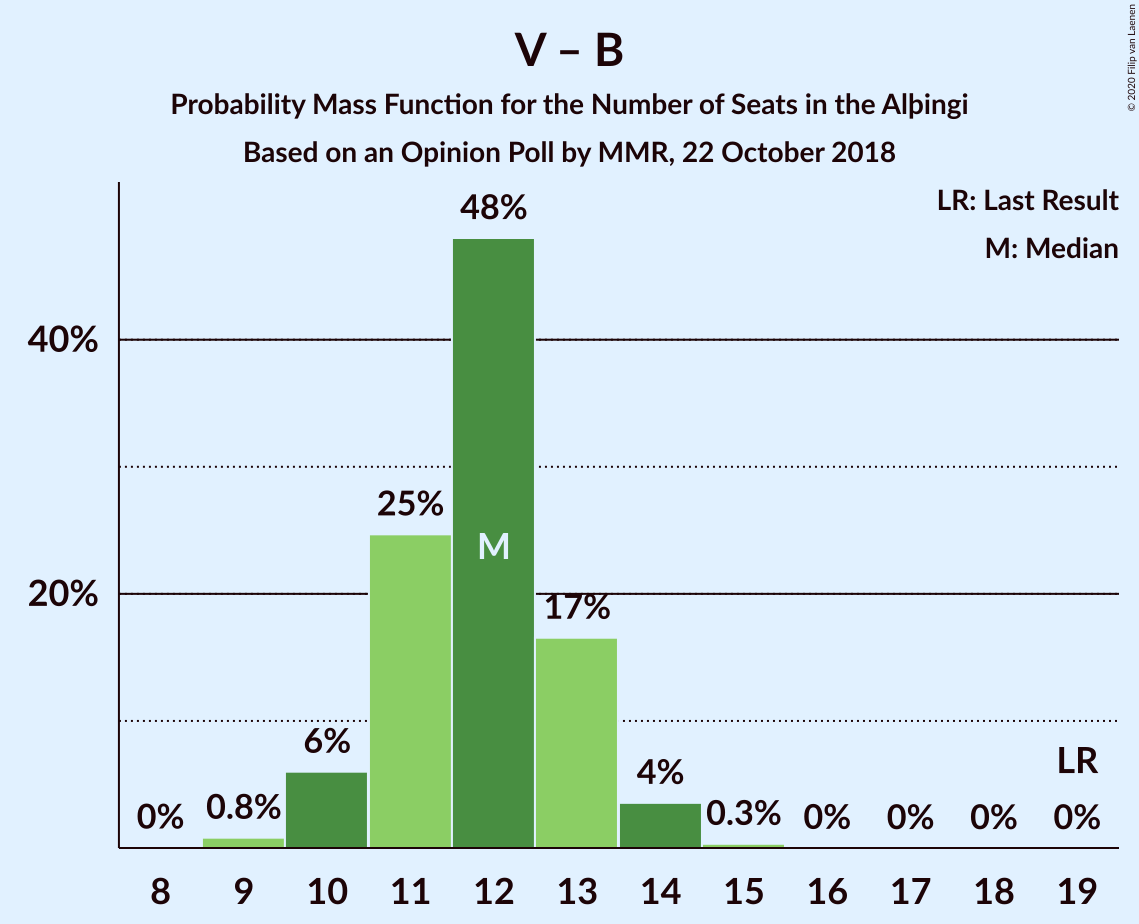 V – B
Probability Mass Function for the Number of Seats in the Alþingi
Based on an Opinion Poll by MMR, 22 October 2018
© 2020 Filip van Laenen
LR: Last Result
M: Median
40%
20%
0%
0.8%
6%
25%
48%
M
17%
4%
0.3%
0%
0%
0%
LR
0%
8 9 10 11 12 13 14 15 16 17 18 19